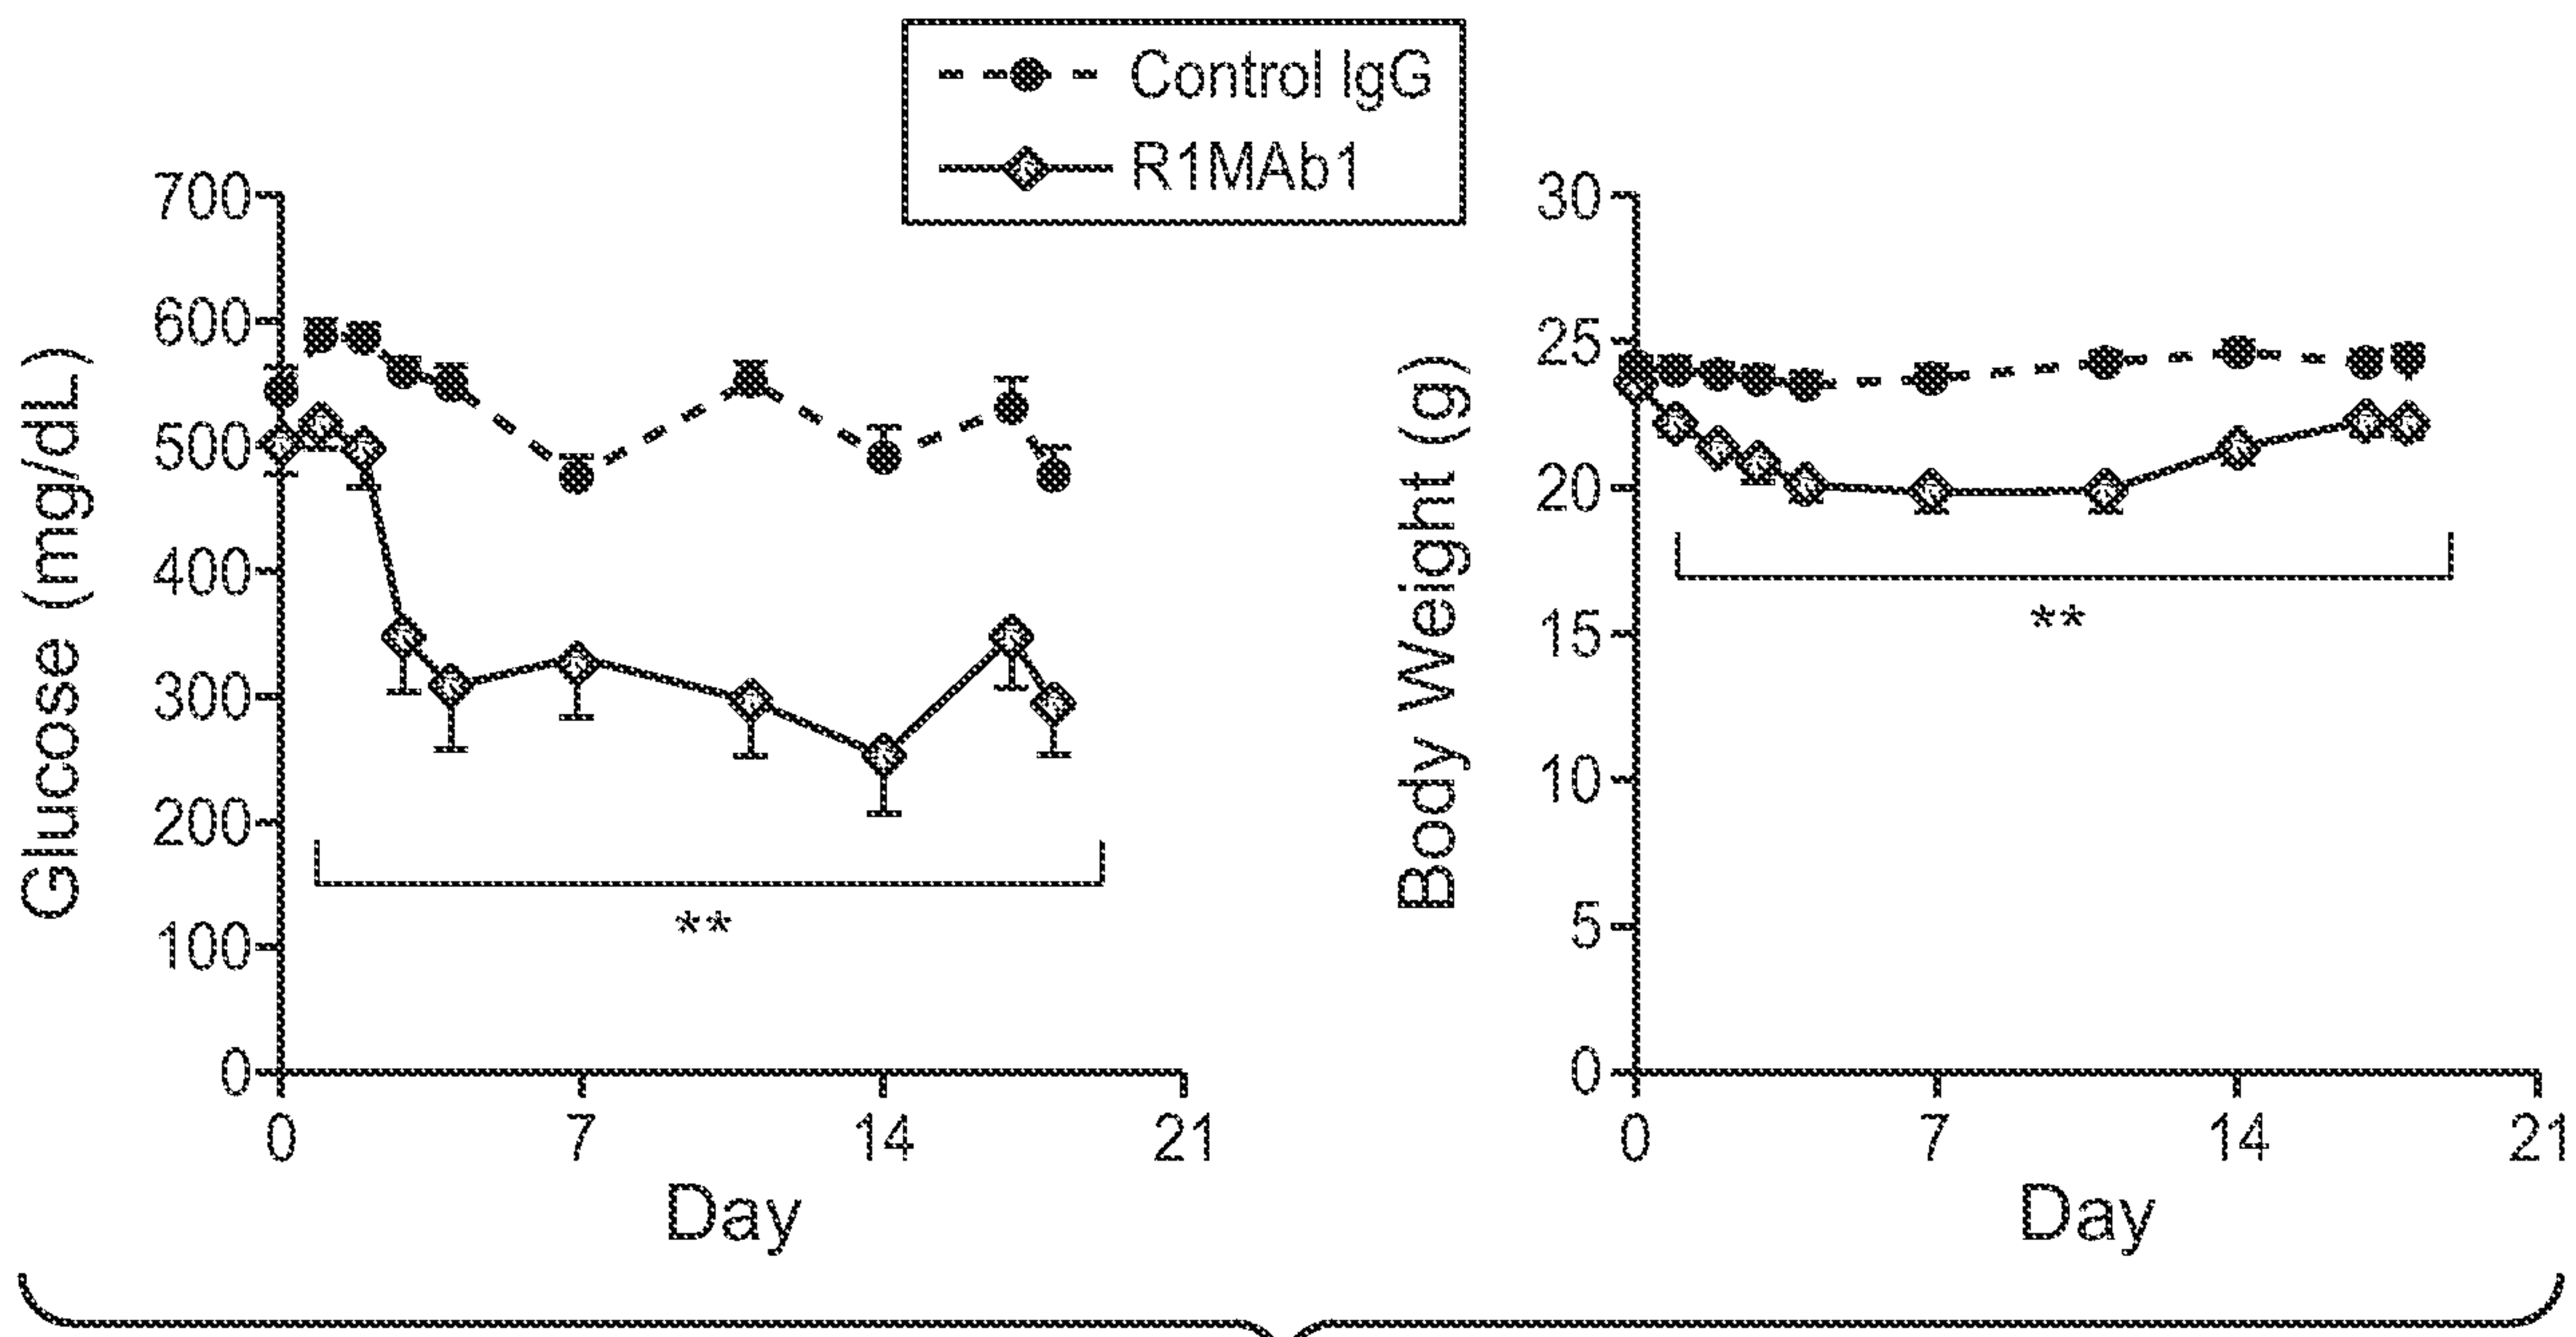 Control IgG
R1MAb1
Glucose (mg/dL)
700
600
500
400
300
200
100
0
0 7 14 21
Day
**
Body Weight (g)
30
25
20
15
10
5
0
0 7 14 21
Day
**